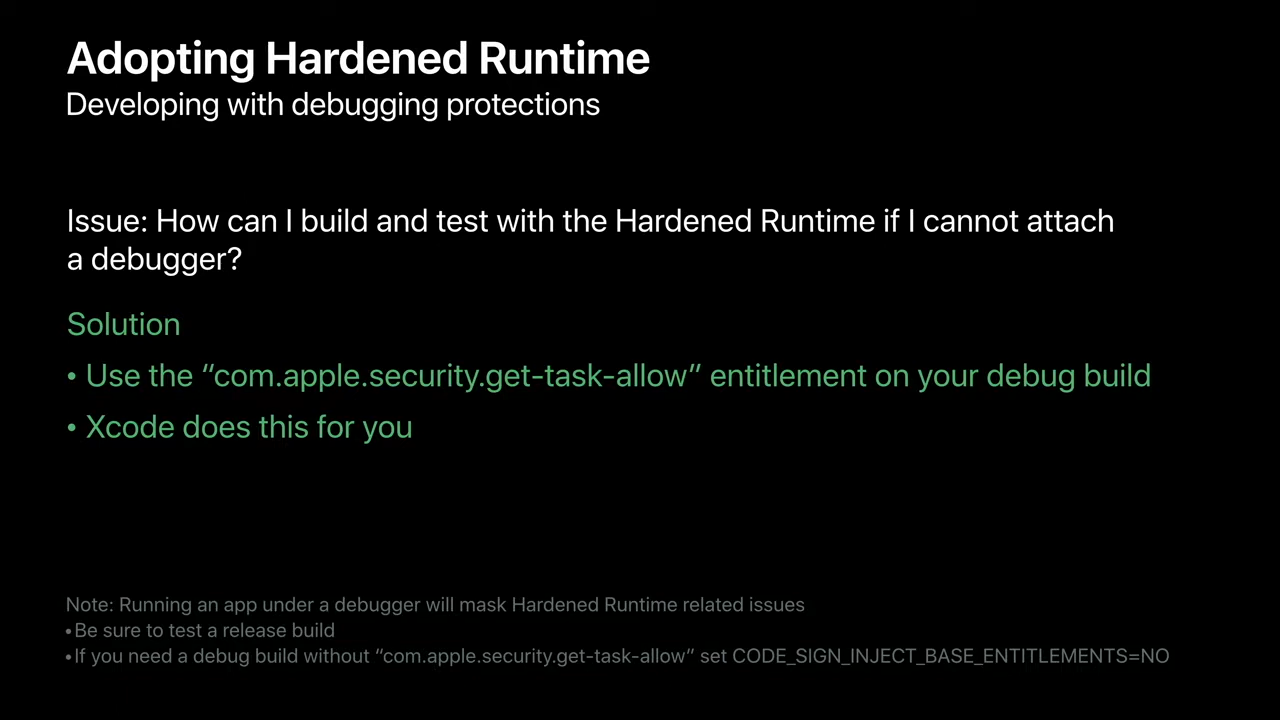 Adopting Hardened Runtime
Developing with debugging protections
Issue: How can I build and test with the Hardened Runtime if I cannot attach
a debugger?
Solution
• Use the “com.apple.security.get-task-allow” entitlement on your debug build
• Xcode does this for you
Note: Running an app under a debugger will mask Hardened Runtime related issues
• Be sure to test a release build
• If you need a debug build without “com.apple.security.get-task-allow” set CODE_SIGN_INJECT_BASE_ENTITLEMENTS=NO